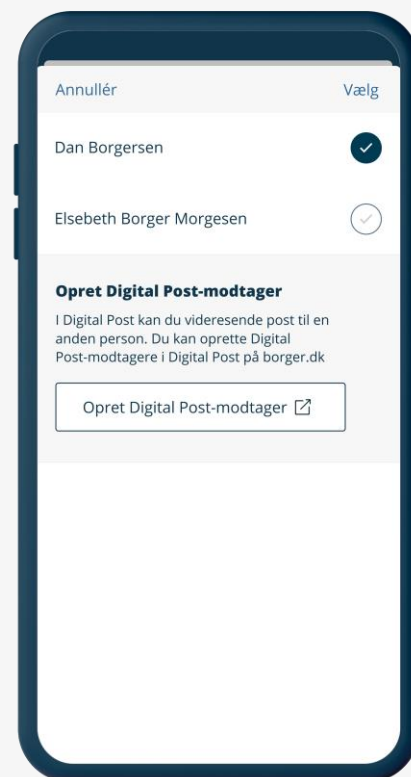 Annullér Vælg
Dan Borgersen
Elsebeth Borger Morgesen
Opret Digital Post-modtager
I Digital Post kan du videresende post til en
anden person. Du kan oprette Digital
Post-modtagere i Digital Post på borger.dk
Opret Digital Post-modtager